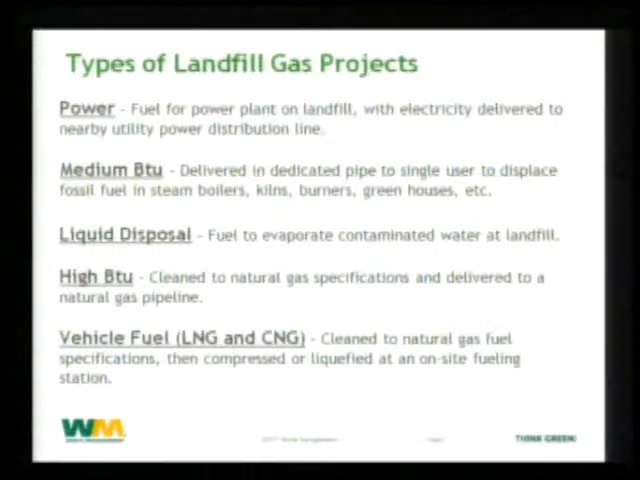 Types of Landfill Gas Projects
Power - Fuel for power plant on landfill, with electricity delivered to
nearby utility power distribution line.
Medium Btu - Delivered in dedicated pipe to single user to displace
fossil fuel in steam boilers, kilns, burners, green houses, etc.
Liquid Disposal - Fuel to evaporate contaminated water at landfill.
High Btu - Cleaned to natural gas specifications and delivered to a
natural gas pipeline.
Vehicle Fuel (LNG and CNG) - Cleaned to natural gas fuel
specifications, then compressed or liquefied at an on-site fueling
station.
WM
THINK GREEN